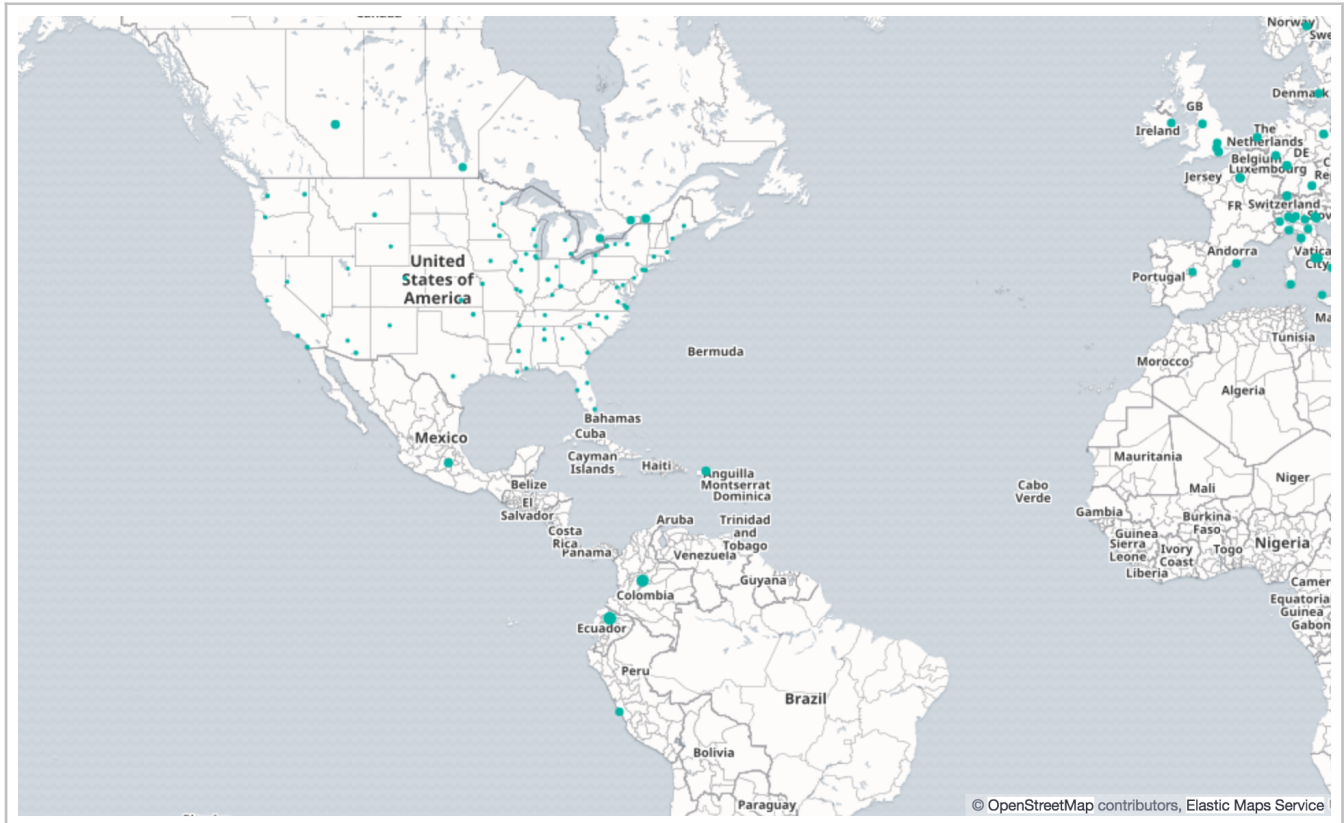 Canada
Norway
Swe
Denmark
GB
Ireland
The
Netherlands
DE
Belgium
Luxembourg
Jersey
FR
Switzerland
Slov
Andorra
Vatica
City
Portugal
United
States of
America
Bermuda
Tunisia
Morocco
Algeria
Bahamas
Cuba
Mexico
Cayman
Islands
Haiti
Anguilla
Montserrat
Dominica
Belize
El
Salvador
Costa
Rica
Panama
Aruba
Trinidad
and
Tobago
Venezuela
Guyana
Colombia
Ecuador
Peru
Brazil
Bolivia
Paraguay
Cabo
Verde
Mauritania
Mali
Niger
Gambia
Guinea
Sierra
Leone
Liberia
Ivory
Coast
Burkina
Faso
Togo
Nigeria
Camer
Equatoria
Guinea
Gabon
© OpenStreetMap contributors, Elastic Maps Service